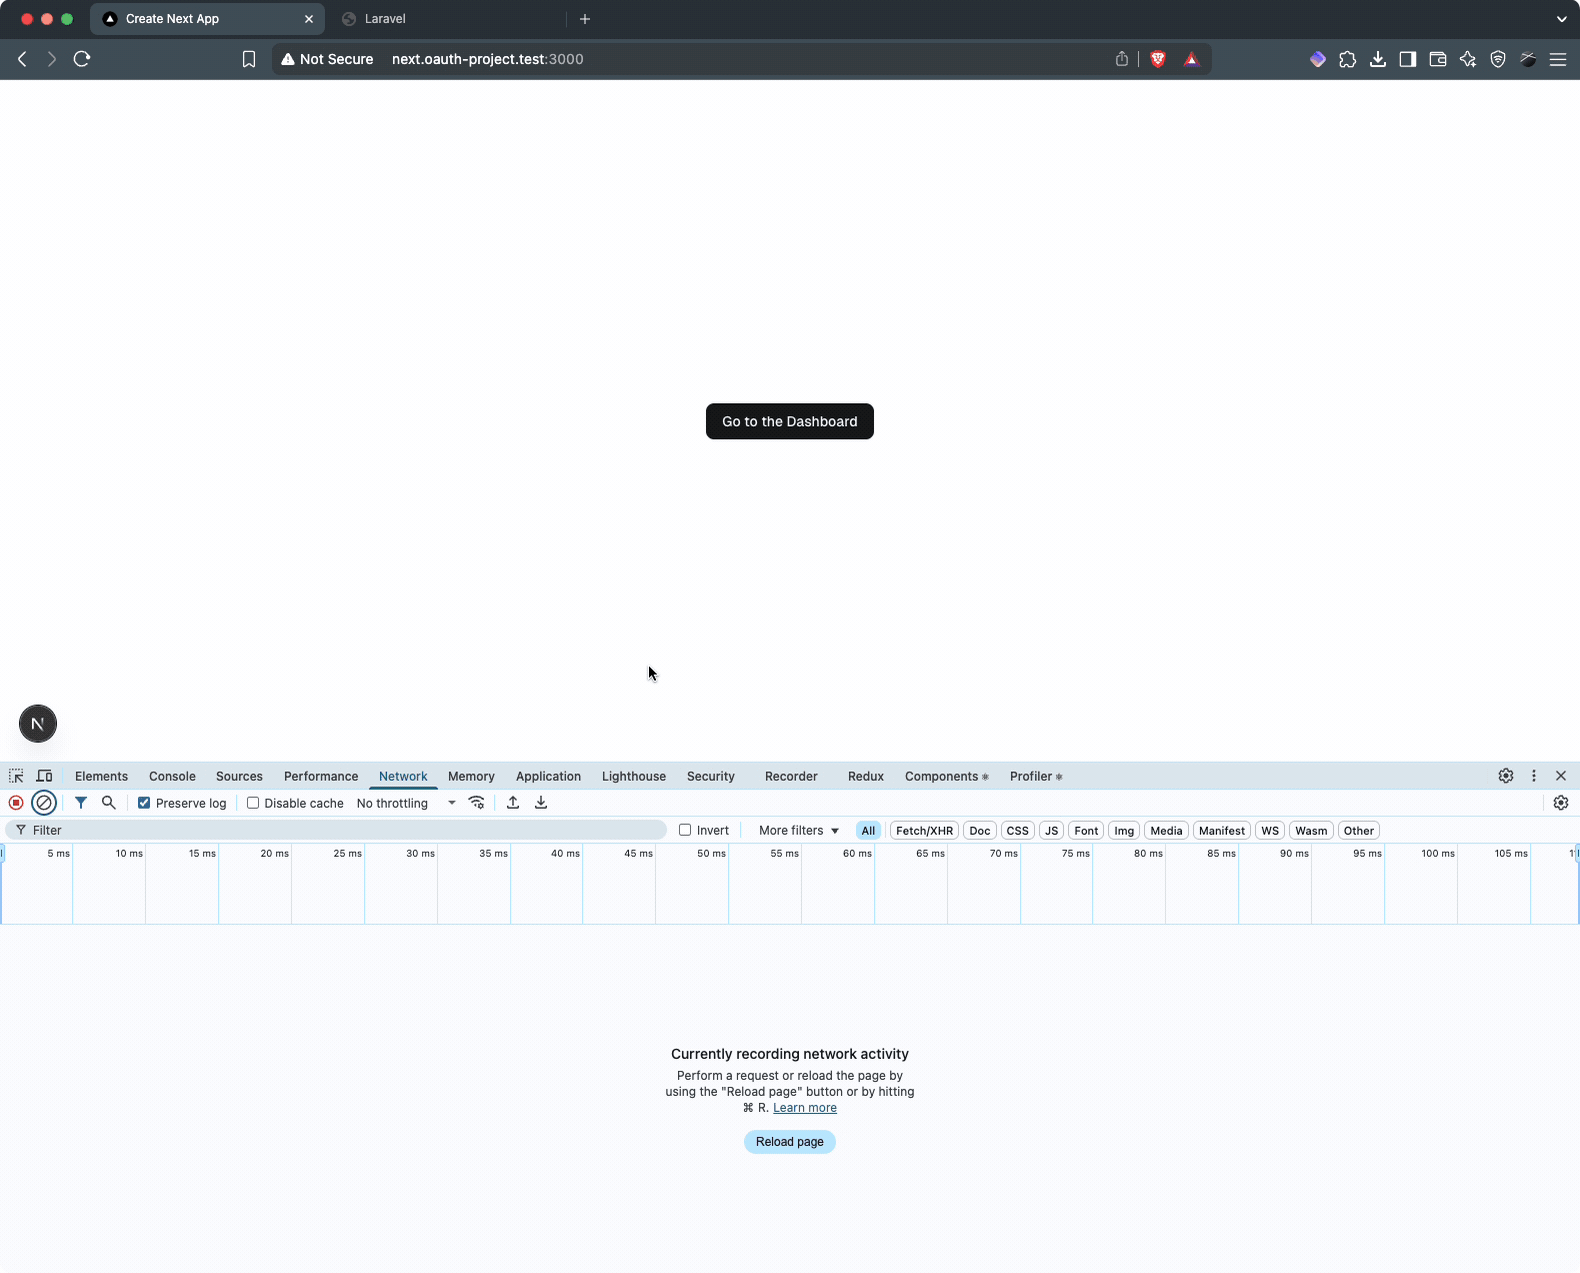 Create Next App
Laravel
Not Secure next.oauth-project.test:3000
Go to the Dashboard
N
Elements Console Sources Performance Network Memory Application Lighthouse Security Recorder Redux Components Profiler
Preserve log Disable cache No throttling
Filter Invert More filters All Fetch/XHR Doc CSS JS Font Img Media Manifest WS Wasm Other
5 ms 10 ms 15 ms 20 ms 25 ms 30 ms 35 ms 40 ms 45 ms 50 ms 55 ms 60 ms 65 ms 70 ms 75 ms 80 ms 85 ms 90 ms 95 ms 100 ms 105 ms
Currently recording network activity
Perform a request or reload the page by
using the "Reload page" button or by hitting
⌘ R. Learn more
Reload page